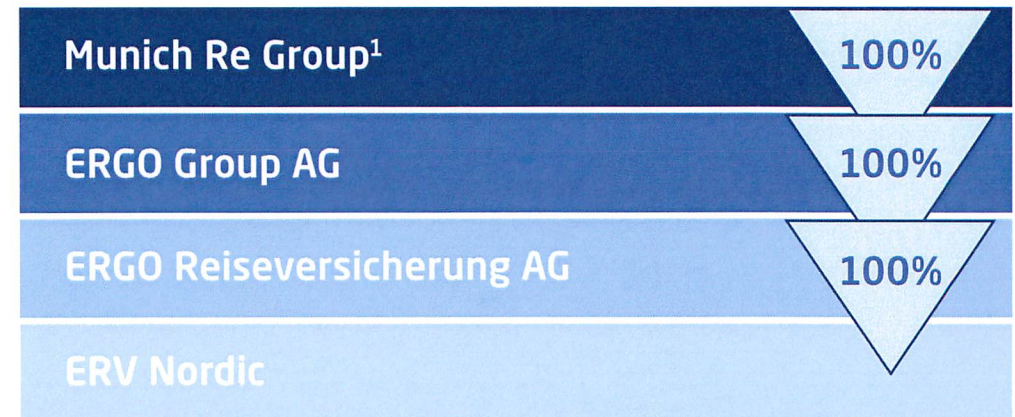 Munich Re Group¹ 100%
ERGO Group AG 100%
ERGO Reiseversicherung AG 100%
ERV Nordic